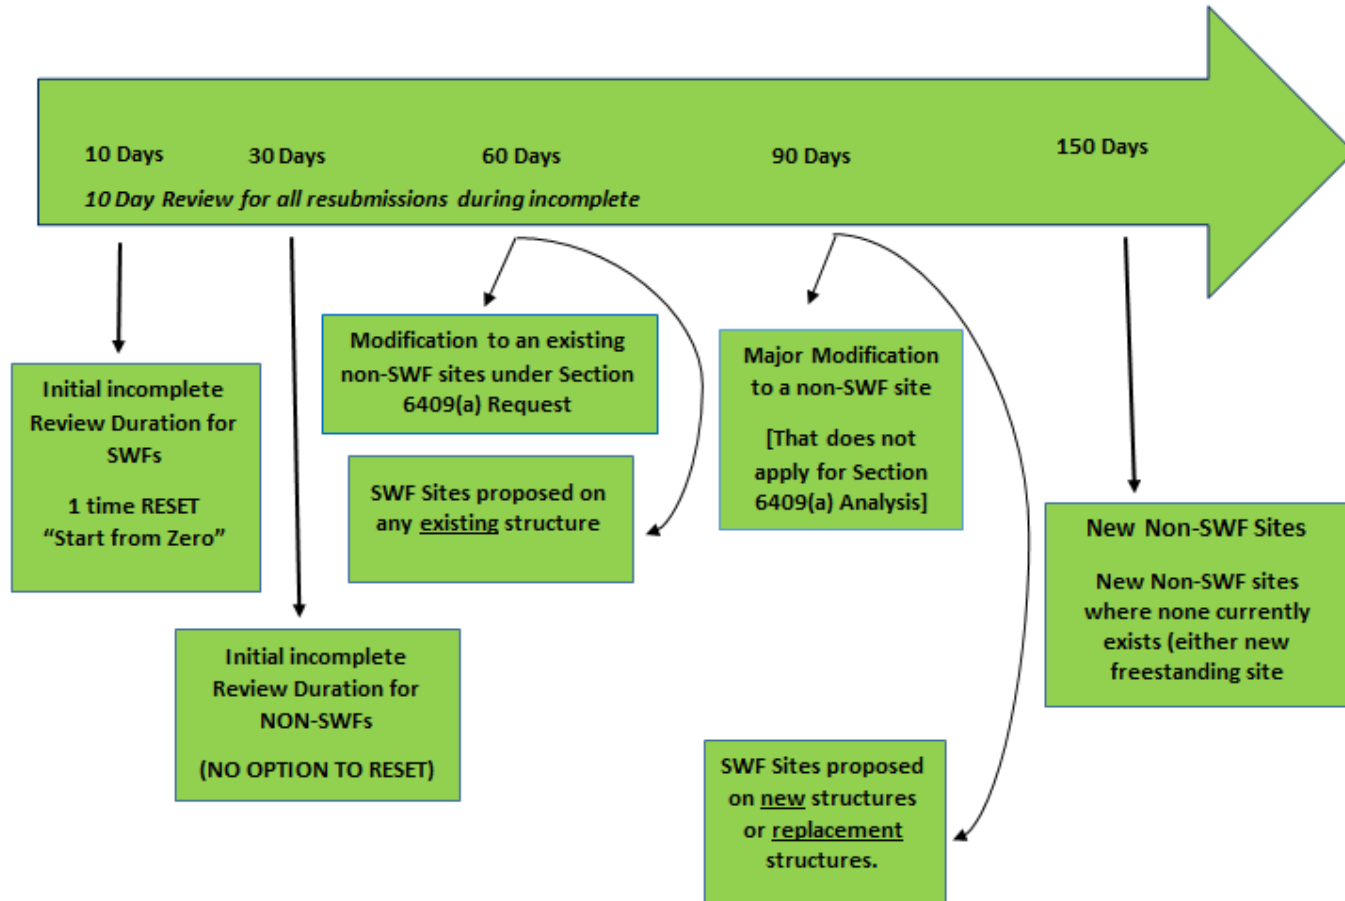 10 Days
30 Days
60 Days
90 Days
150 Days
10 Day Review for all resubmissions during incomplete
Initial incomplete
Review Duration for
SWFs
1 time RESET
“Start from Zero”
Initial incomplete
Review Duration for
NON-SWFs
(NO OPTION TO RESET)
Modification to an existing
non-SWF sites under Section
6409(a) Request
SWF Sites proposed on
any existing structure
Major Modification
to a non-SWF site
[That does not
apply for Section
6409(a) Analysis]
SWF Sites proposed
on new structures
or replacement
structures.
New Non-SWF Sites
New Non-SWF sites
where none currently
exists (either new
freestanding site